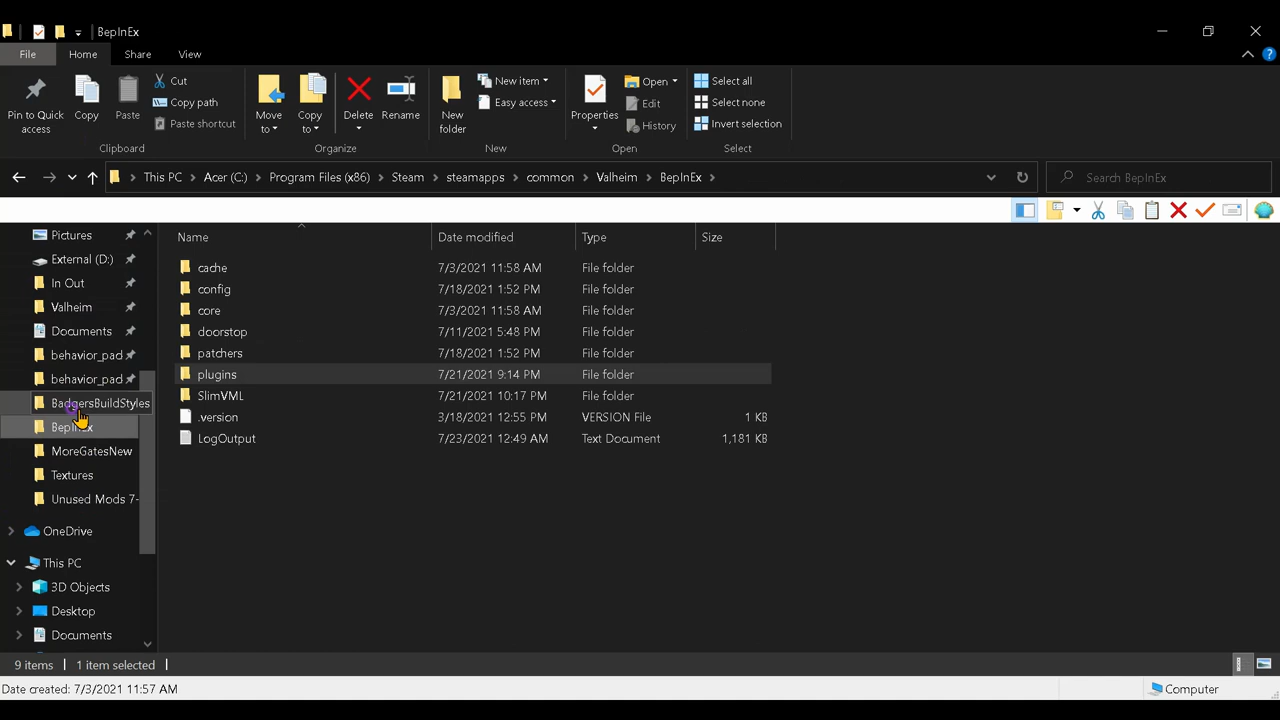 BepInEx
File Home Share View
Pin to Quick access
Copy
Paste
Cut
Copy path
Paste shortcut
Move to
Copy to
Delete
Rename
New folder
New item
Easy access
Properties
Open
Edit
History
Select all
Select none
Invert selection
Clipboard Organize New Open Select
This PC Acer (C:) Program Files (x86) Steam steamapps common Valheim BepInEx
Search BepInEx
Pictures
External (D:)
In Out
Valheim
Documents
behavior_pad
behavior_pad
BadgersBuildStyles
BepInEx
MoreGatesNew
Textures
Unused Mods 7-
OneDrive
This PC
3D Objects
Desktop
Documents
Name Date modified Type Size
cache 7/3/2021 11:58 AM File folder
config 7/18/2021 1:52 PM File folder
core 7/3/2021 11:58 AM File folder
doorstop 7/11/2021 5:48 PM File folder
patchers 7/18/2021 1:52 PM File folder
plugins 7/21/2021 9:14 PM File folder
SlimVML 7/21/2021 10:17 PM File folder
.version 3/18/2021 12:55 PM VERSION File 1 KB
LogOutput 7/23/2021 12:49 AM Text Document 1,181 KB
9 items 1 item selected
Date created: 7/3/2021 11:57 AM
Computer